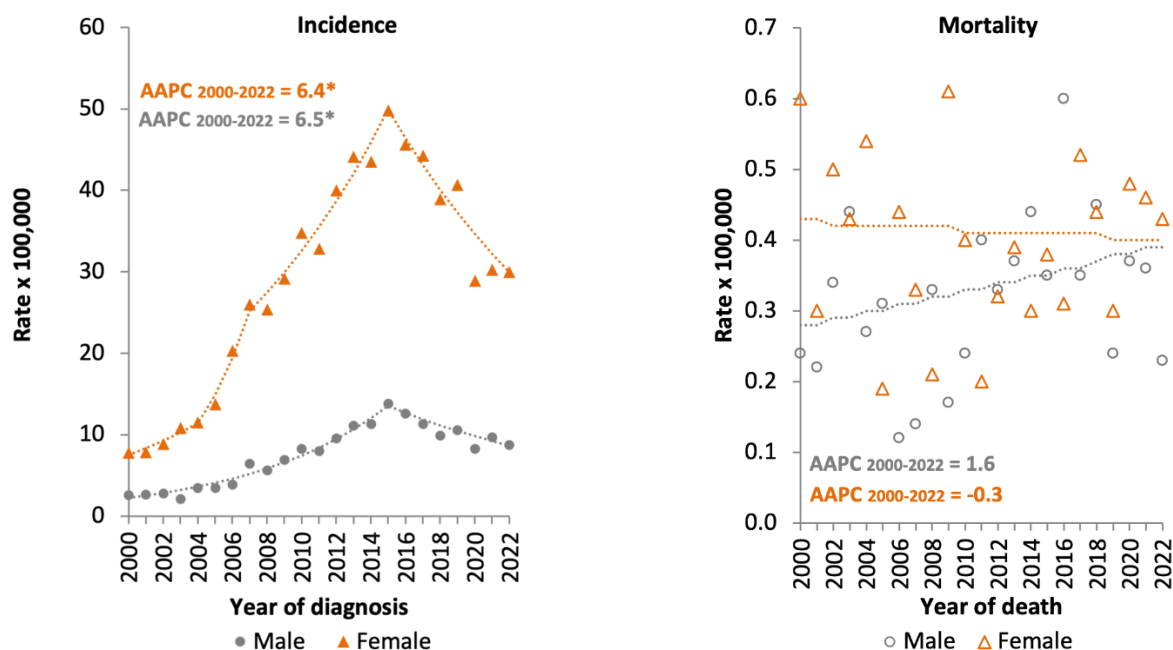 Incidence
60
50
40
30
20
10
0
Rate x 100,000
AAPC 2000-2022 = 6.4*
AAPC 2000-2022 = 6.5*
2000
2002
2004
2006
2008
2010
2012
2014
2016
2018
2020
2022
Year of diagnosis
Male
Female
Mortality
0.7
0.6
0.5
0.4
0.3
0.2
0.1
0.0
Rate x 100,000
AAPC 2000-2022 = 1.6
AAPC 2000-2022 = -0.3
2000
2002
2004
2006
2008
2010
2012
2014
2016
2018
2020
2022
Year of death
Male
Female